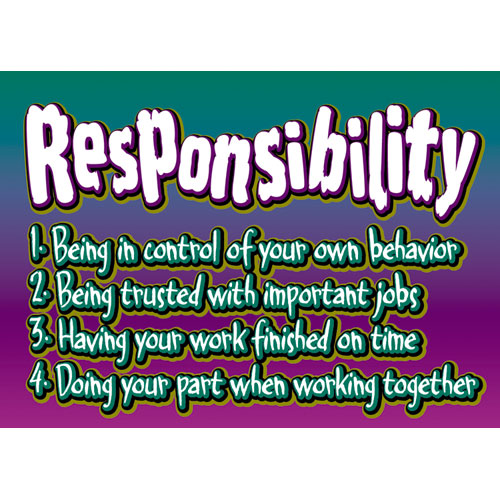 Responsibility
1. Being in control of your own behavior
2. Being trusted with important jobs
3. Having your work finished on time
4. Doing your part when working together